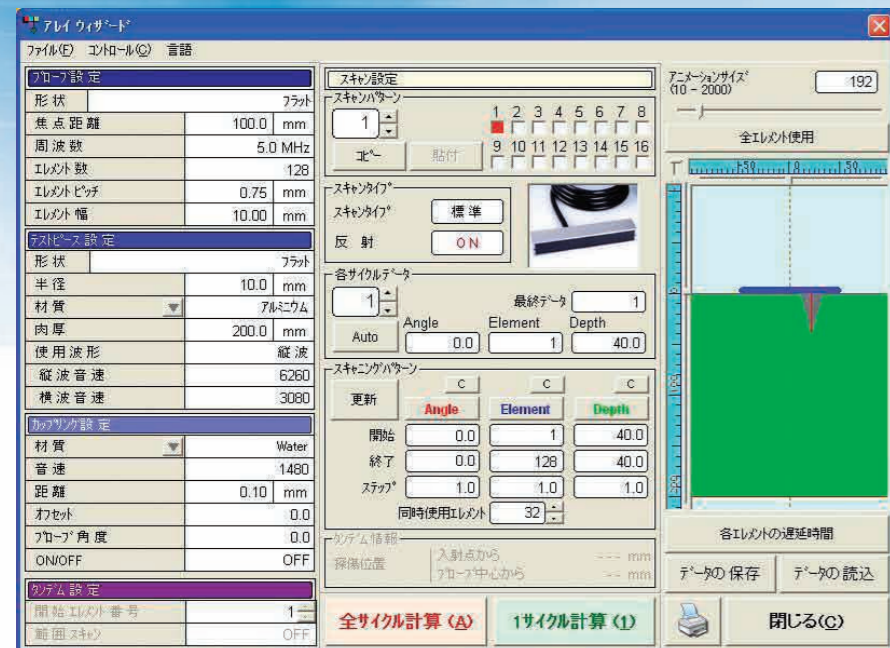 アレイ ウィザード
ファイル(F) コントロール(C) 言語
プローブ設定
形状 フラット
焦点距離 100.0 mm
周波数 5.0 MHz
エレメント数 128
エレメントピッチ 0.75 mm
エレメント幅 10.00 mm
テストピース設定
形状 フラット
半径 10.0 mm
材質 アルミニウム
肉厚 200.0 mm
使用波形 縦波
縦波音速 6260
横波音速 3080
カップリング設定
材質 Water
音速 1480
距離 0.10 mm
オフセット 0.0
プローブ角度 0.0
ON/OFF OFF
タンデム設定
開始エレメント番号 1
範囲スキャン OFF
スキャン設定
スキャンパターン
1
1 2 3 4 5 6 7 8
コピー 貼付
9 10 11 12 13 14 15 16
スキャンタイプ
スキャンタイプ 標準
反射 ON
各サイクルデータ
1 最終データ 1
Auto
Angle Element Depth
0.0 1 40.0
スキャニングパターン
更新
C C C
Angle Element Depth
開始 0.0 1 40.0
終了 0.0 128 40.0
ステップ 1.0 1.0 1.0
同時使用エレメント 32
タンデム情報
探傷位置
入射点から --- mm
プローブ中心から --- mm
全サイクル計算 (A) 1サイクル計算 (1)
アニメーションサイズ
(10 - 2000) 192
全エレメント使用
各エレメントの遅延時間
データの保存 データの読込
閉じる(C)